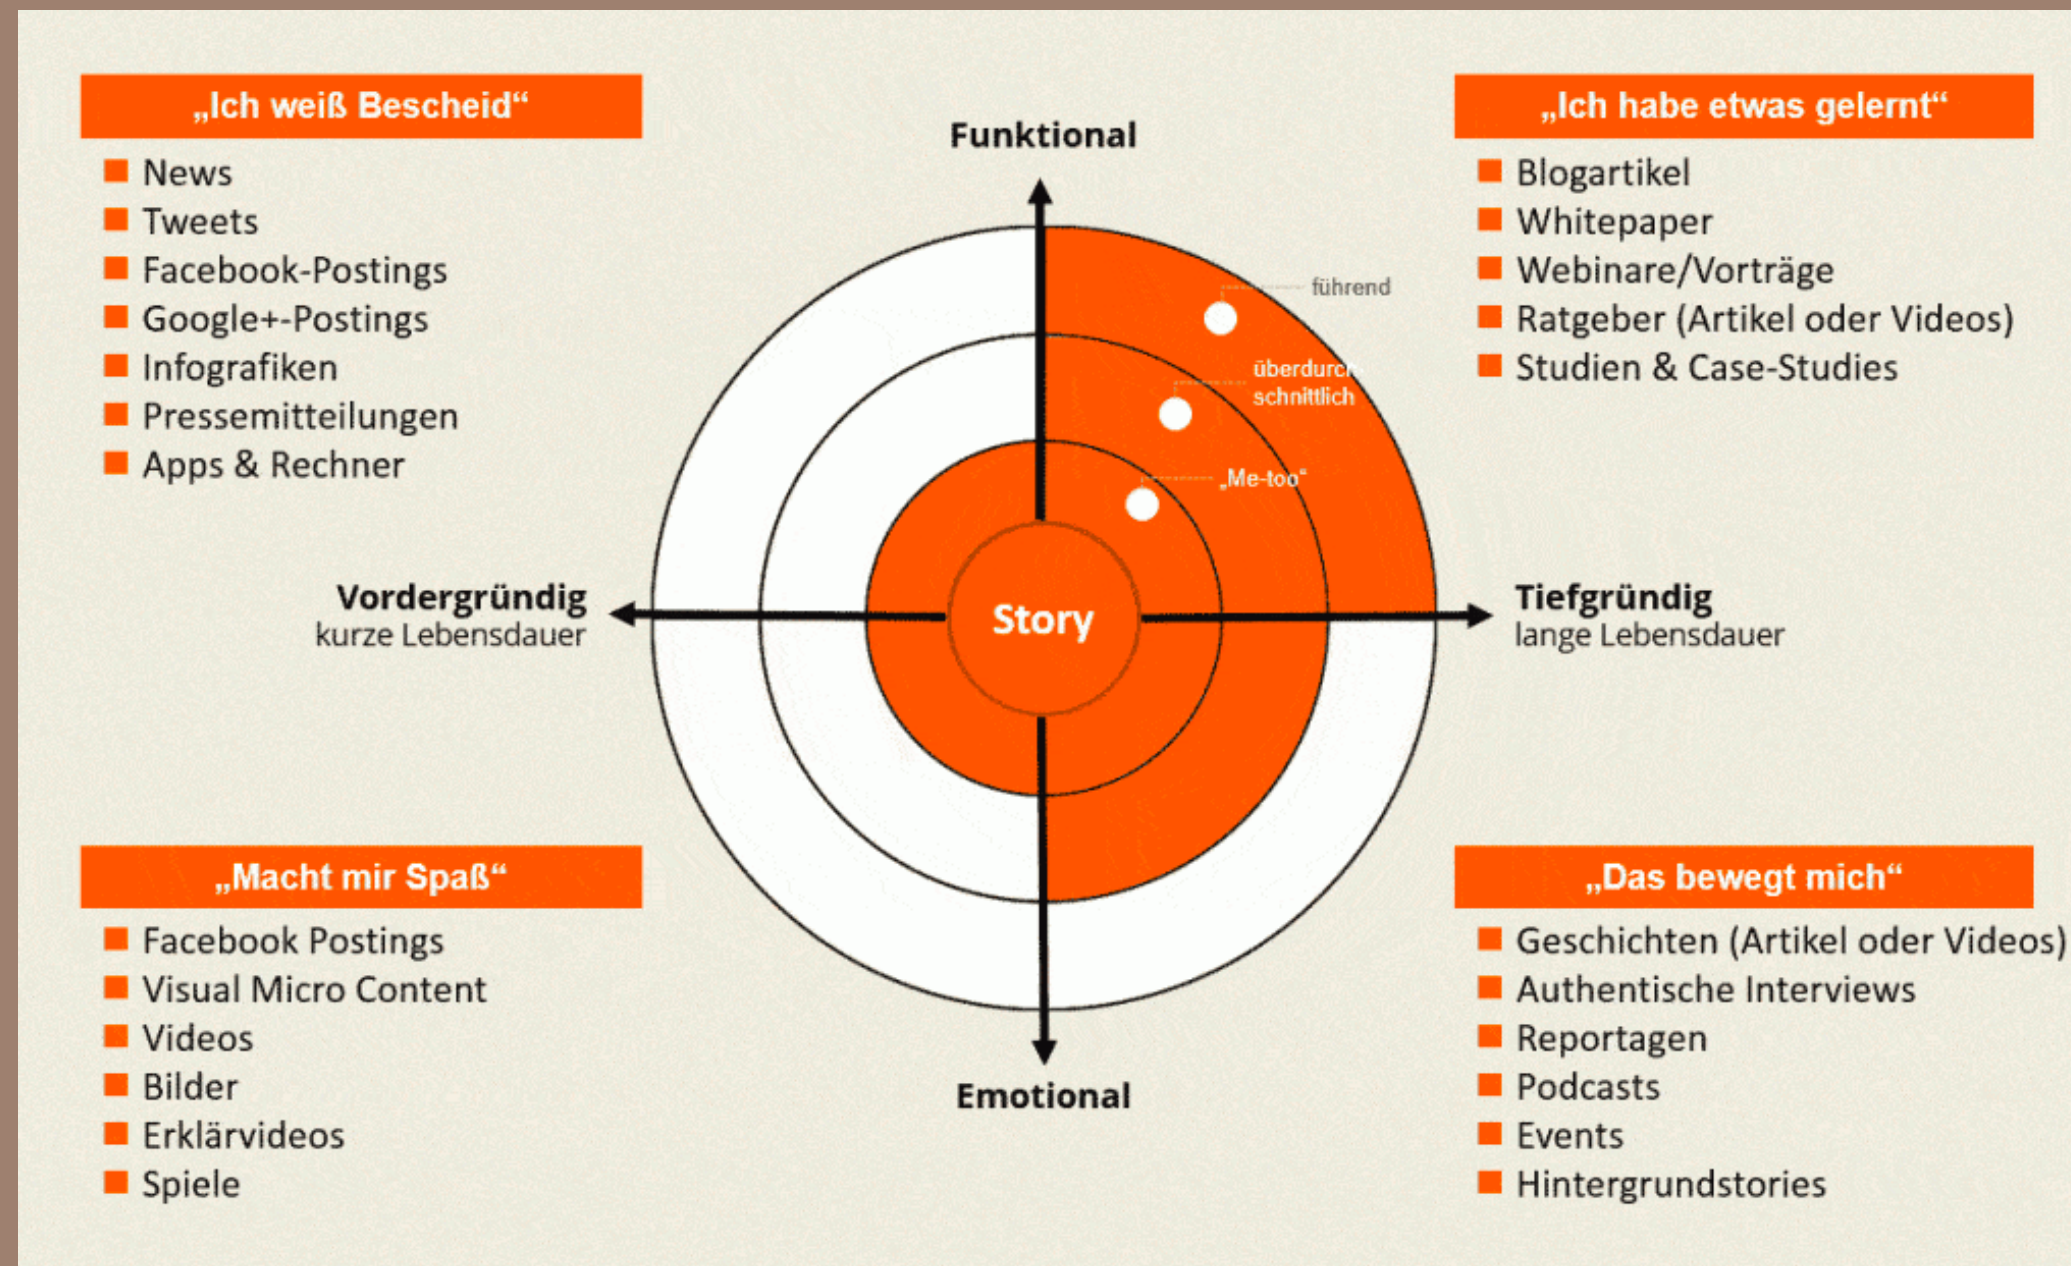 „Ich weiß Bescheid“
News
Tweets
Facebook-Postings
Google+-Postings
Infografiken
Pressemitteilungen
Apps & Rechner
„Ich habe etwas gelernt“
Blogartikel
Whitepaper
Webinare/Vorträge
Ratgeber (Artikel oder Videos)
Studien & Case-Studies
Funktional
führend
überdurch-
schnittlich
„Me-too“
Vordergründig
kurze Lebensdauer
Story
Tiefgründig
lange Lebensdauer
Emotional
„Macht mir Spaß“
Facebook Postings
Visual Micro Content
Videos
Bilder
Erklärvideos
Spiele
„Das bewegt mich“
Geschichten (Artikel oder Videos)
Authentische Interviews
Reportagen
Podcasts
Events
Hintergrundstories